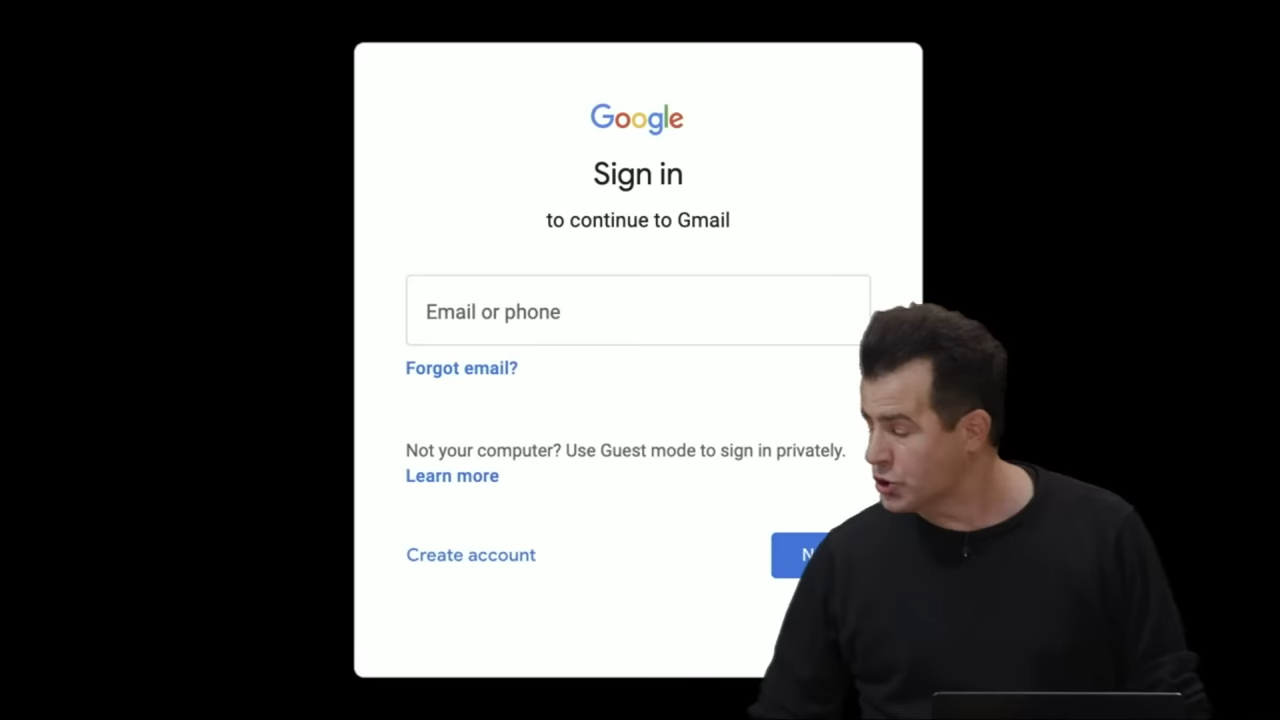 Google
Sign in
to continue to Gmail
Email or phone
Forgot email?
Not your computer? Use Guest mode to sign in privately.
Learn more
Create account